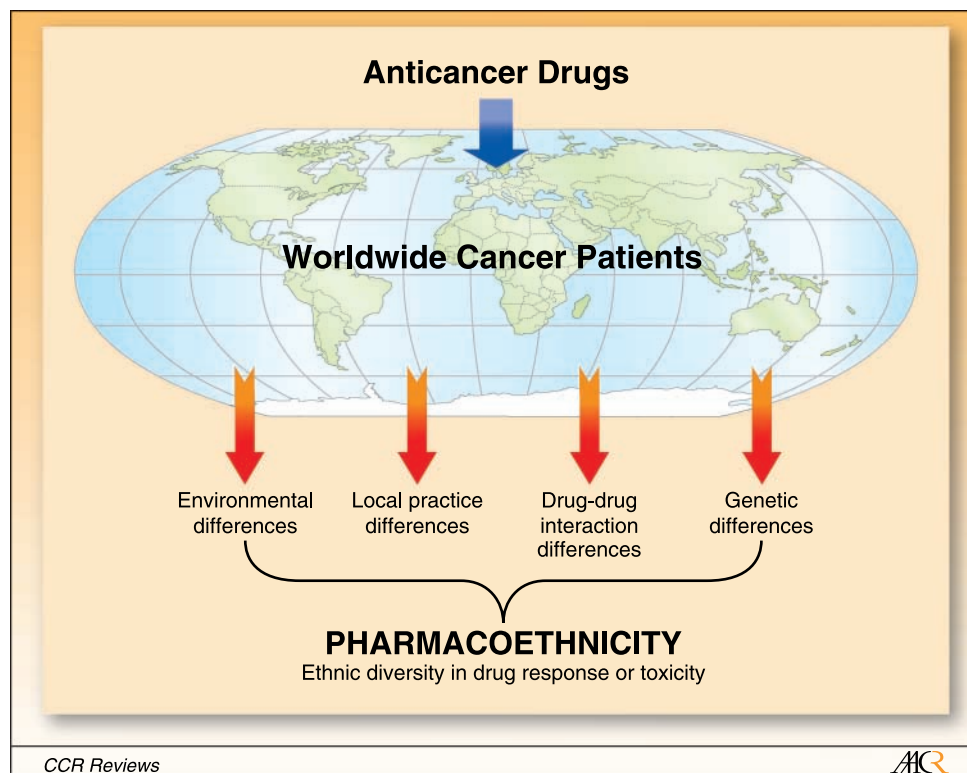 Anticancer Drugs
Worldwide Cancer Patients
Environmental
differences
Local practice
differences
Drug-drug
interaction
differences
Genetic
differences
PHARMACOETHNICITY
Ethnic diversity in drug response or toxicity
CCR Reviews
AACR